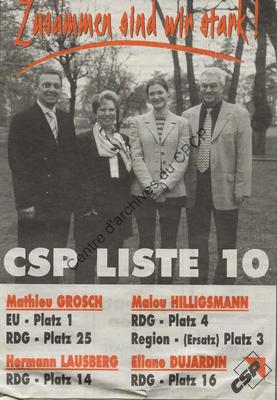 Zusammen sind wir stark!
Centre d'archives du CPCP
CSP LISTE 10
Mathieu GROSCH
EU - Platz 1
RDG - Platz 25
Malou HILLIGSMANN
RDG - Platz 4
Region - (Ersatz) Platz 3
Hermann LAUSBERG
RDG - Platz 14
Eliane DUJARDIN
RDG - Platz 16
CSP